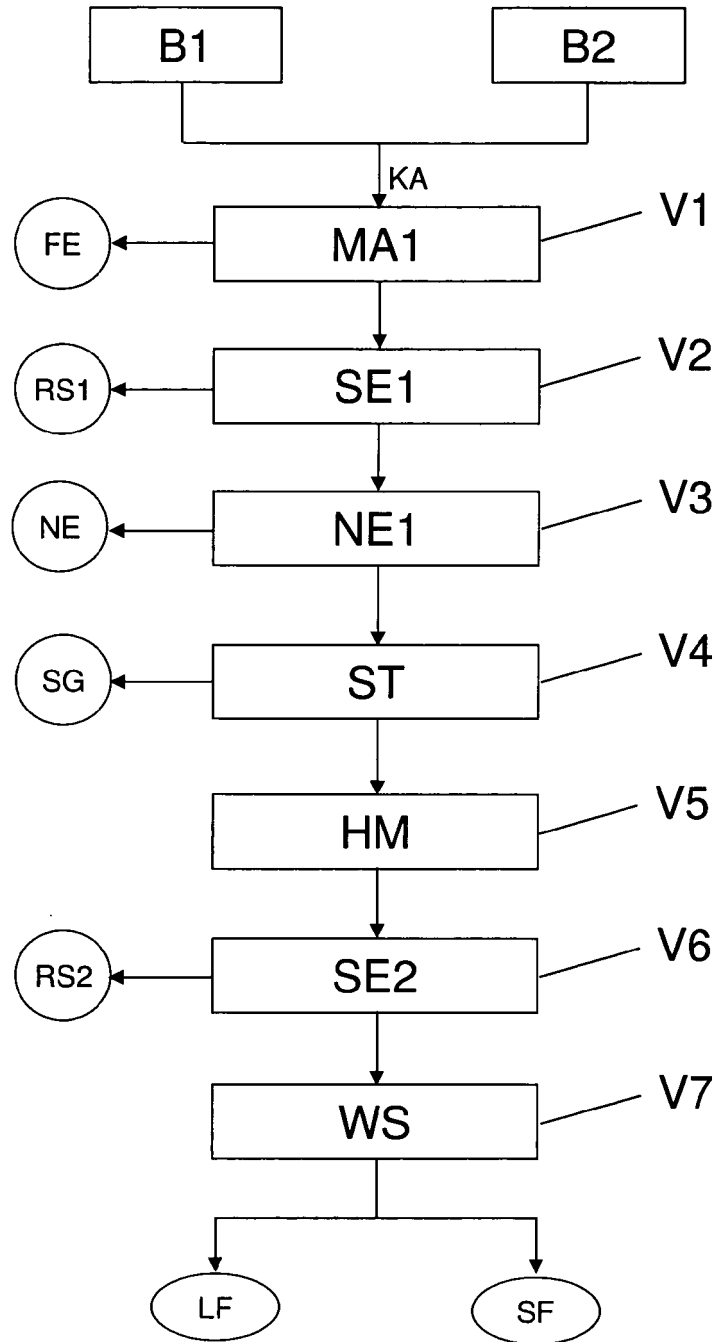 B1 B2
KA
V1
FE MA1
V2
RS1 SE1
V3
NE NE1
V4
SG ST
V5
HM
V6
RS2 SE2
V7
WS
LF SF